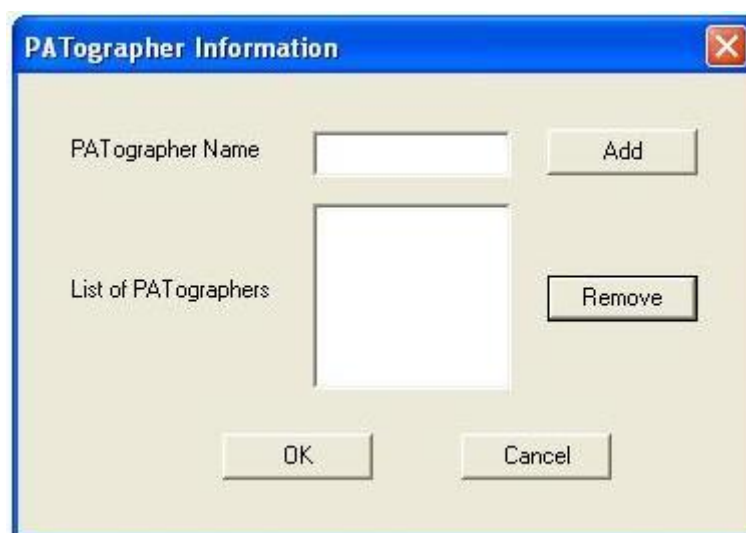 PATographer Information
PATographer Name
Add
List of PATographers
Remove
OK
Cancel